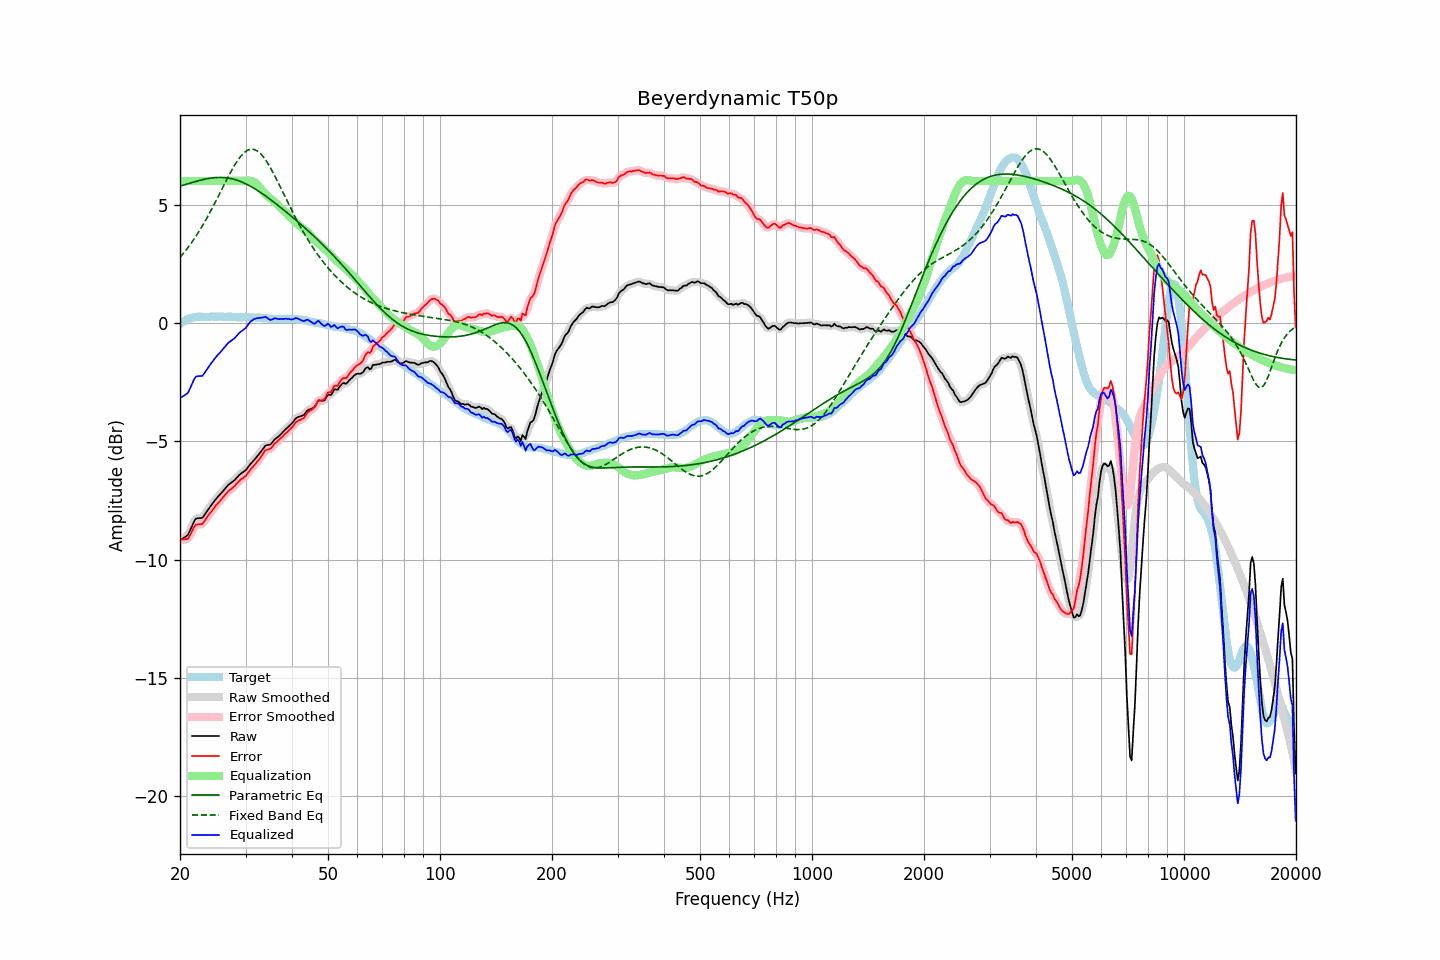 Beyerdynamic T50p
Amplitude (dBr)
5
0
−5
−10
−15
−20
Target
Raw Smoothed
Error Smoothed
Raw
Error
Equalization
Parametric Eq
Fixed Band Eq
Equalized
20 50 100 200 500 1000 2000 5000 10000 20000
Frequency (Hz)